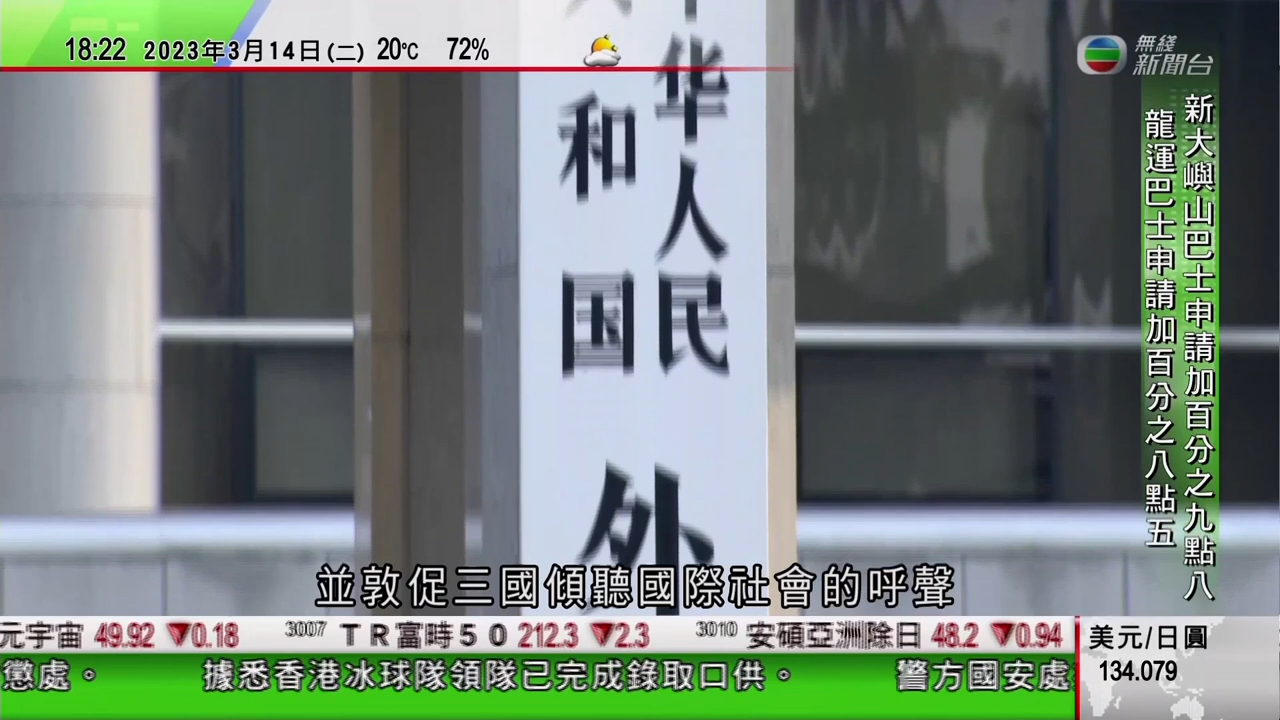 18:22 2023年3月14日(二) 20℃ 72%
無綫
新聞台
新大嶼山巴士申請加百分之九點八
龍運巴士申請加百分之八點五
华人民
和国
外
並敦促三國傾聽國際社會的呼聲
元宇宙 49.92 ▼0.18 3007 TR富時50 212.3 ▼2.3 3010 安碩亞洲除日 48.2 ▼0.94
美元/日圓
134.079
懲處。 據悉香港冰球隊領隊已完成錄取口供。 警方國安處